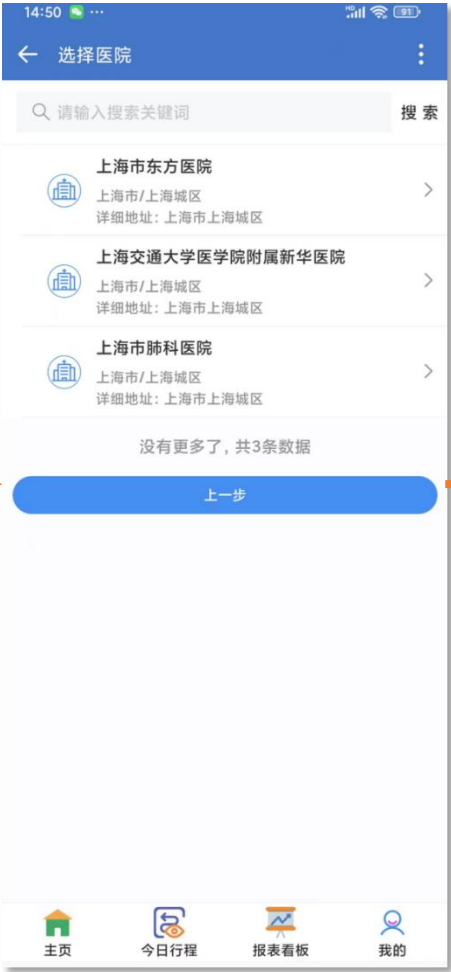 14:50 ···
HD 91
选择医院
请输入搜索关键词 搜 索
上海市东方医院
上海市/上海城区
详细地址：上海市上海城区
上海交通大学医学院附属新华医院
上海市/上海城区
详细地址：上海市上海城区
上海市肺科医院
上海市/上海城区
详细地址：上海市上海城区
没有更多了，共3条数据
上一步
主页 今日行程 报表看板 我的